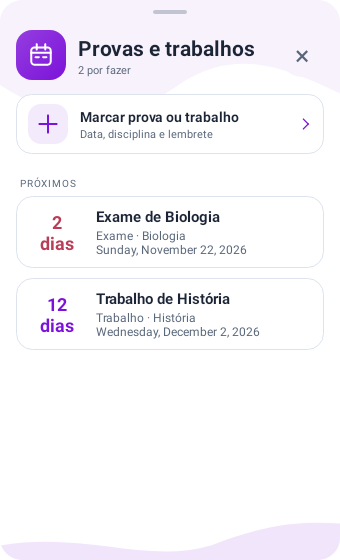 Provas e trabalhos
2 por fazer
Marcar prova ou trabalho
Data, disciplina e lembrete
PRÓXIMOS
2
dias
Exame de Biologia
Exame · Biologia
Sunday, November 22, 2026
12
dias
Trabalho de História
Trabalho · História
Wednesday, December 2, 2026